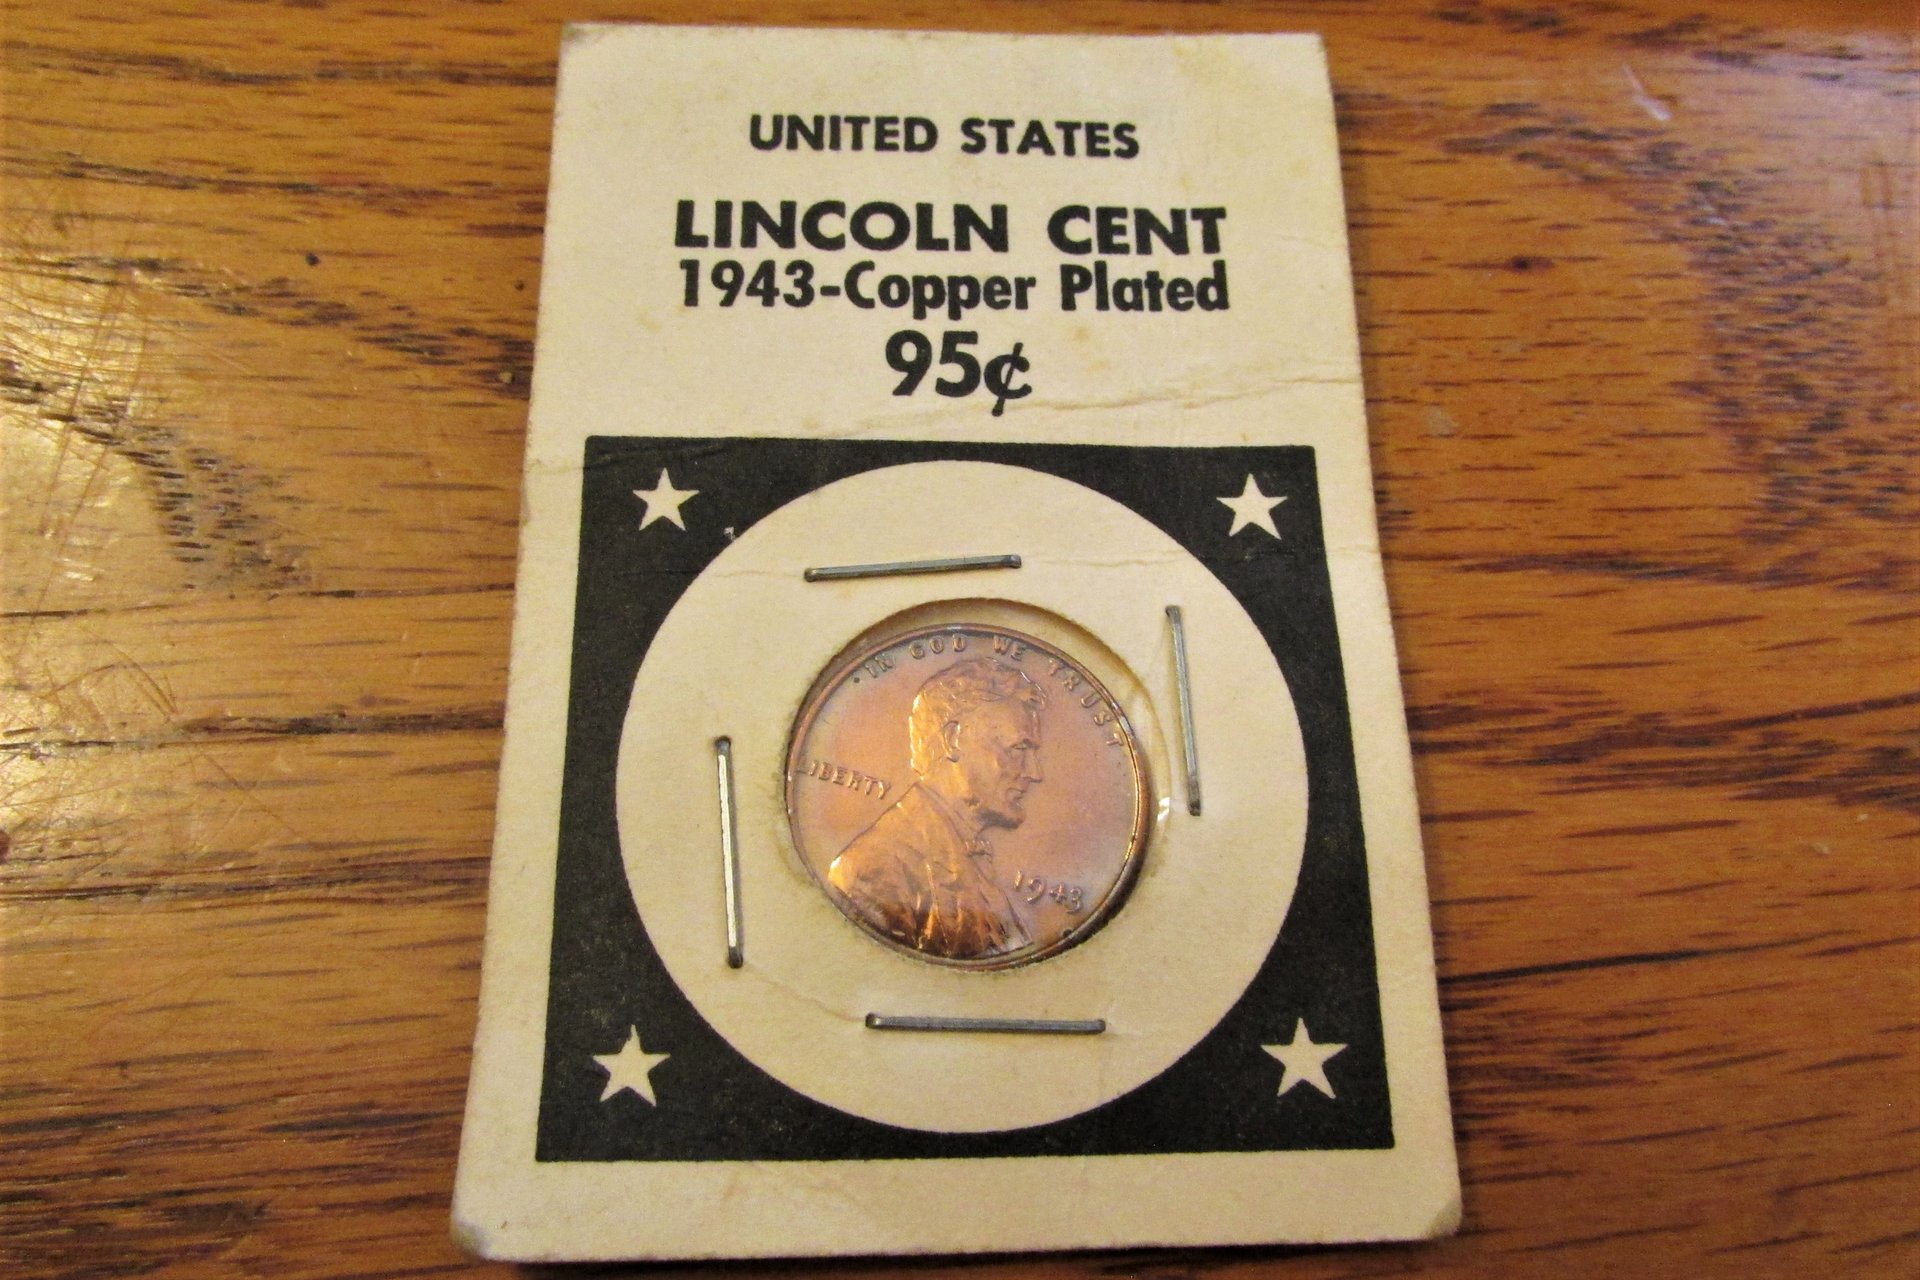 UNITED STATES
LINCOLN CENT
1943-Copper Plated
95¢
IN GOD WE TRUST
LIBERTY
1943